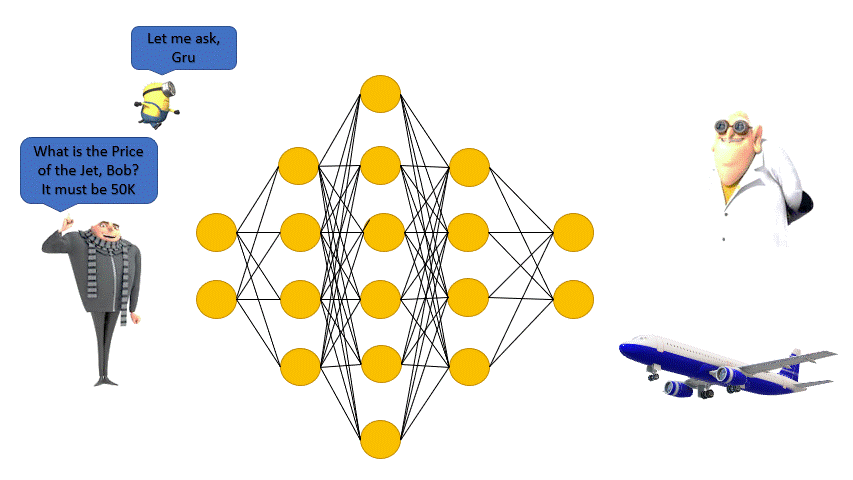 Let me ask,
Gru
What is the Price
of the Jet, Bob?
It must be 50K